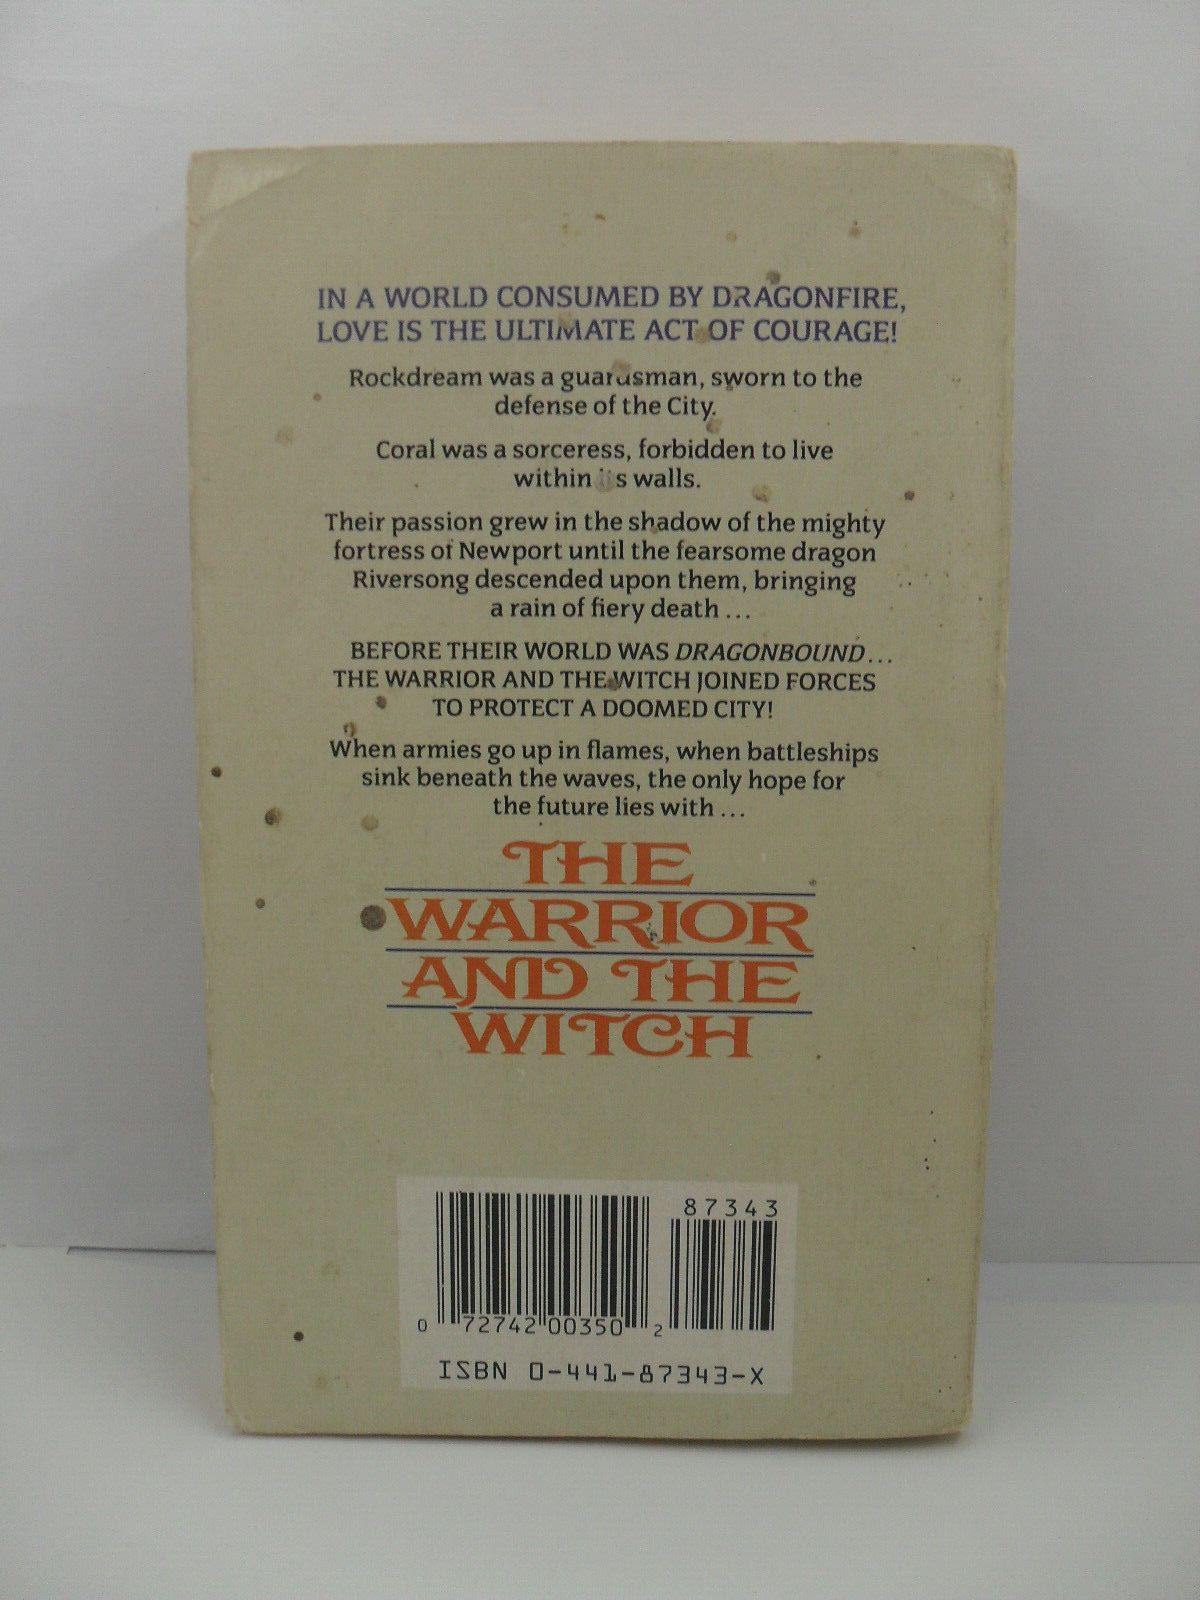 IN A WORLD CONSUMED BY DRAGONFIRE,
LOVE IS THE ULTIMATE ACT OF COURAGE!
Rockdream was a guardsman, sworn to the
defense of the City.
Coral was a sorceress, forbidden to live
within its walls.
Their passion grew in the shadow of the mighty
fortress of Newport until the fearsome dragon
Riversong descended upon them, bringing
a rain of fiery death ...
BEFORE THEIR WORLD WAS DRAGONBOUND ...
THE WARRIOR AND THE WITCH JOINED FORCES
TO PROTECT A DOOMED CITY!
When armies go up in flames, when battleships
sink beneath the waves, the only hope for
the future lies with ...
THE
WARRIOR
AND THE
WITCH
87343
0 72742 00350 2
ISBN 0-441-87343-X